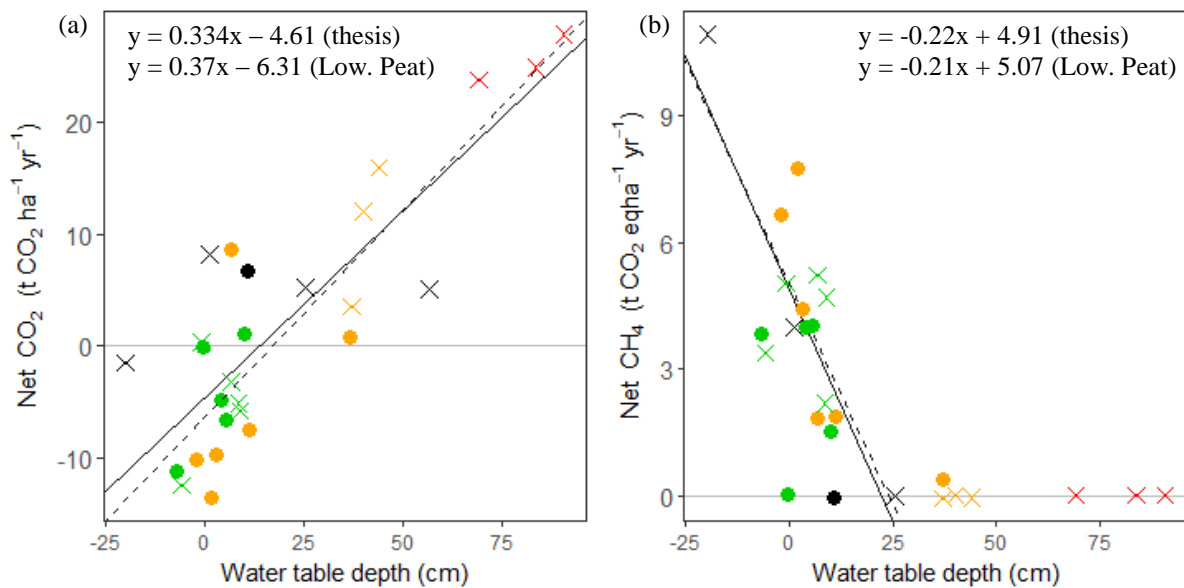 (a)
y = 0.334x – 4.61 (thesis)
y = 0.37x – 6.31 (Low. Peat)
Net CO₂ (t CO₂ ha⁻¹ yr⁻¹)
20
10
0
-10
-25
0
25
50
75
Water table depth (cm)
(b)
y = -0.22x + 4.91 (thesis)
y = -0.21x + 5.07 (Low. Peat)
Net CH₄ (t CO₂ eqha⁻¹ yr⁻¹)
9
6
3
0
-25
0
25
50
75
Water table depth (cm)